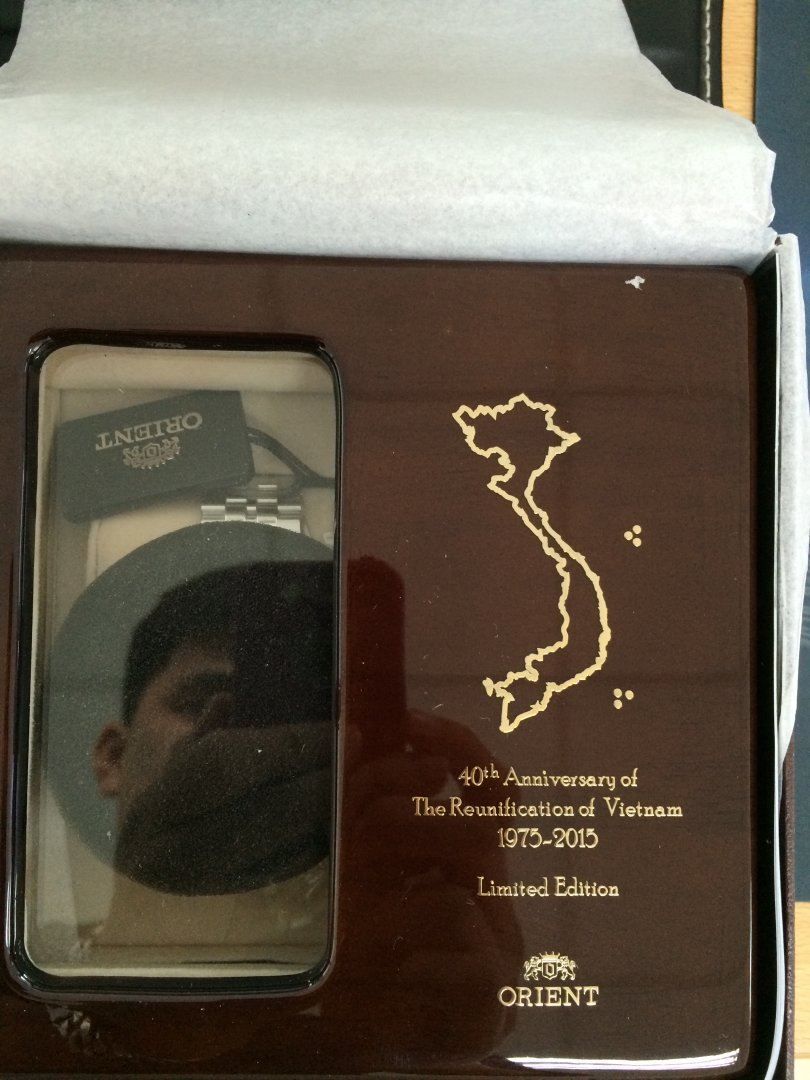 ORIENT
40th Anniversary of
The Reunification of Vietnam
1975-2015
Limited Edition
ORIENT